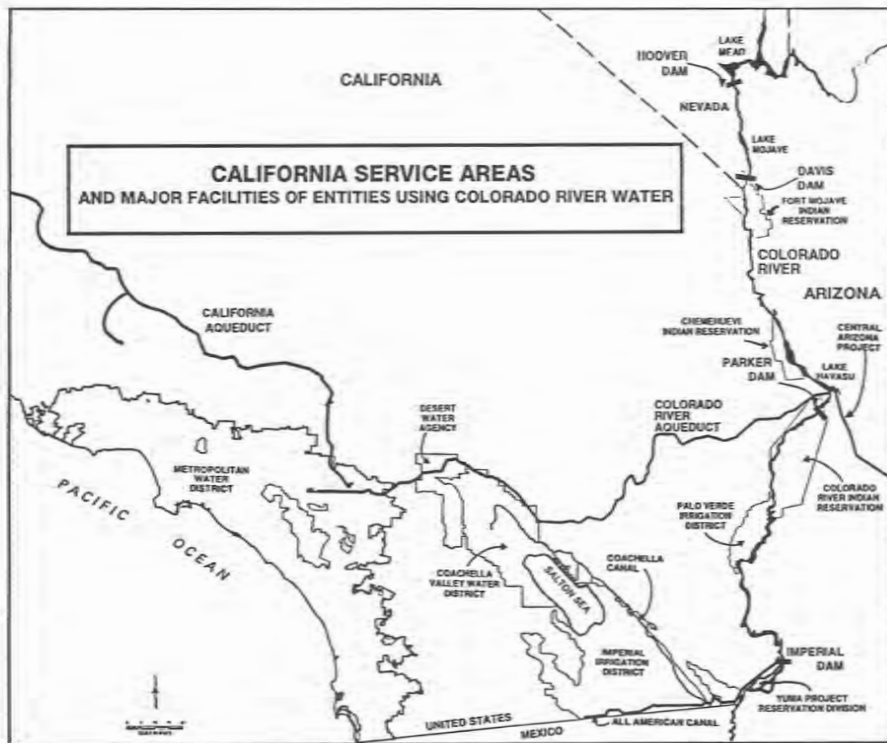 LAKE
MEAD
HOOVER
DAM
CALIFORNIA
NEVADA
CALIFORNIA SERVICE AREAS
AND MAJOR FACILITIES OF ENTITIES USING COLORADO RIVER WATER
LAKE
MOJAVE
DAVIS
DAM
FORT MOJAVE
INDIAN
RESERVATION
COLORADO
RIVER
ARIZONA
CALIFORNIA
AQUEDUCT
CHEMEHUEVI
INDIAN RESERVATION
CENTRAL
ARIZONA
PROJECT
PARKER
DAM
LAKE
HAVASU
DESERT
WATER
AGENCY
COLORADO
RIVER
AQUEDUCT
METROPOLITAN
WATER
DISTRICT
PACIFIC
OCEAN
COLORADO
RIVER INDIAN
RESERVATION
PALO VERDE
IRRIGATION
DISTRICT
COACHELLA
VALLEY WATER
DISTRICT
SALTON SEA
COACHELLA
CANAL
IMPERIAL
IRRIGATION
DISTRICT
IMPERIAL
DAM
YUMA PROJECT
RESERVATION DIVISION
UNITED STATES
MEXICO
ALL AMERICAN CANAL